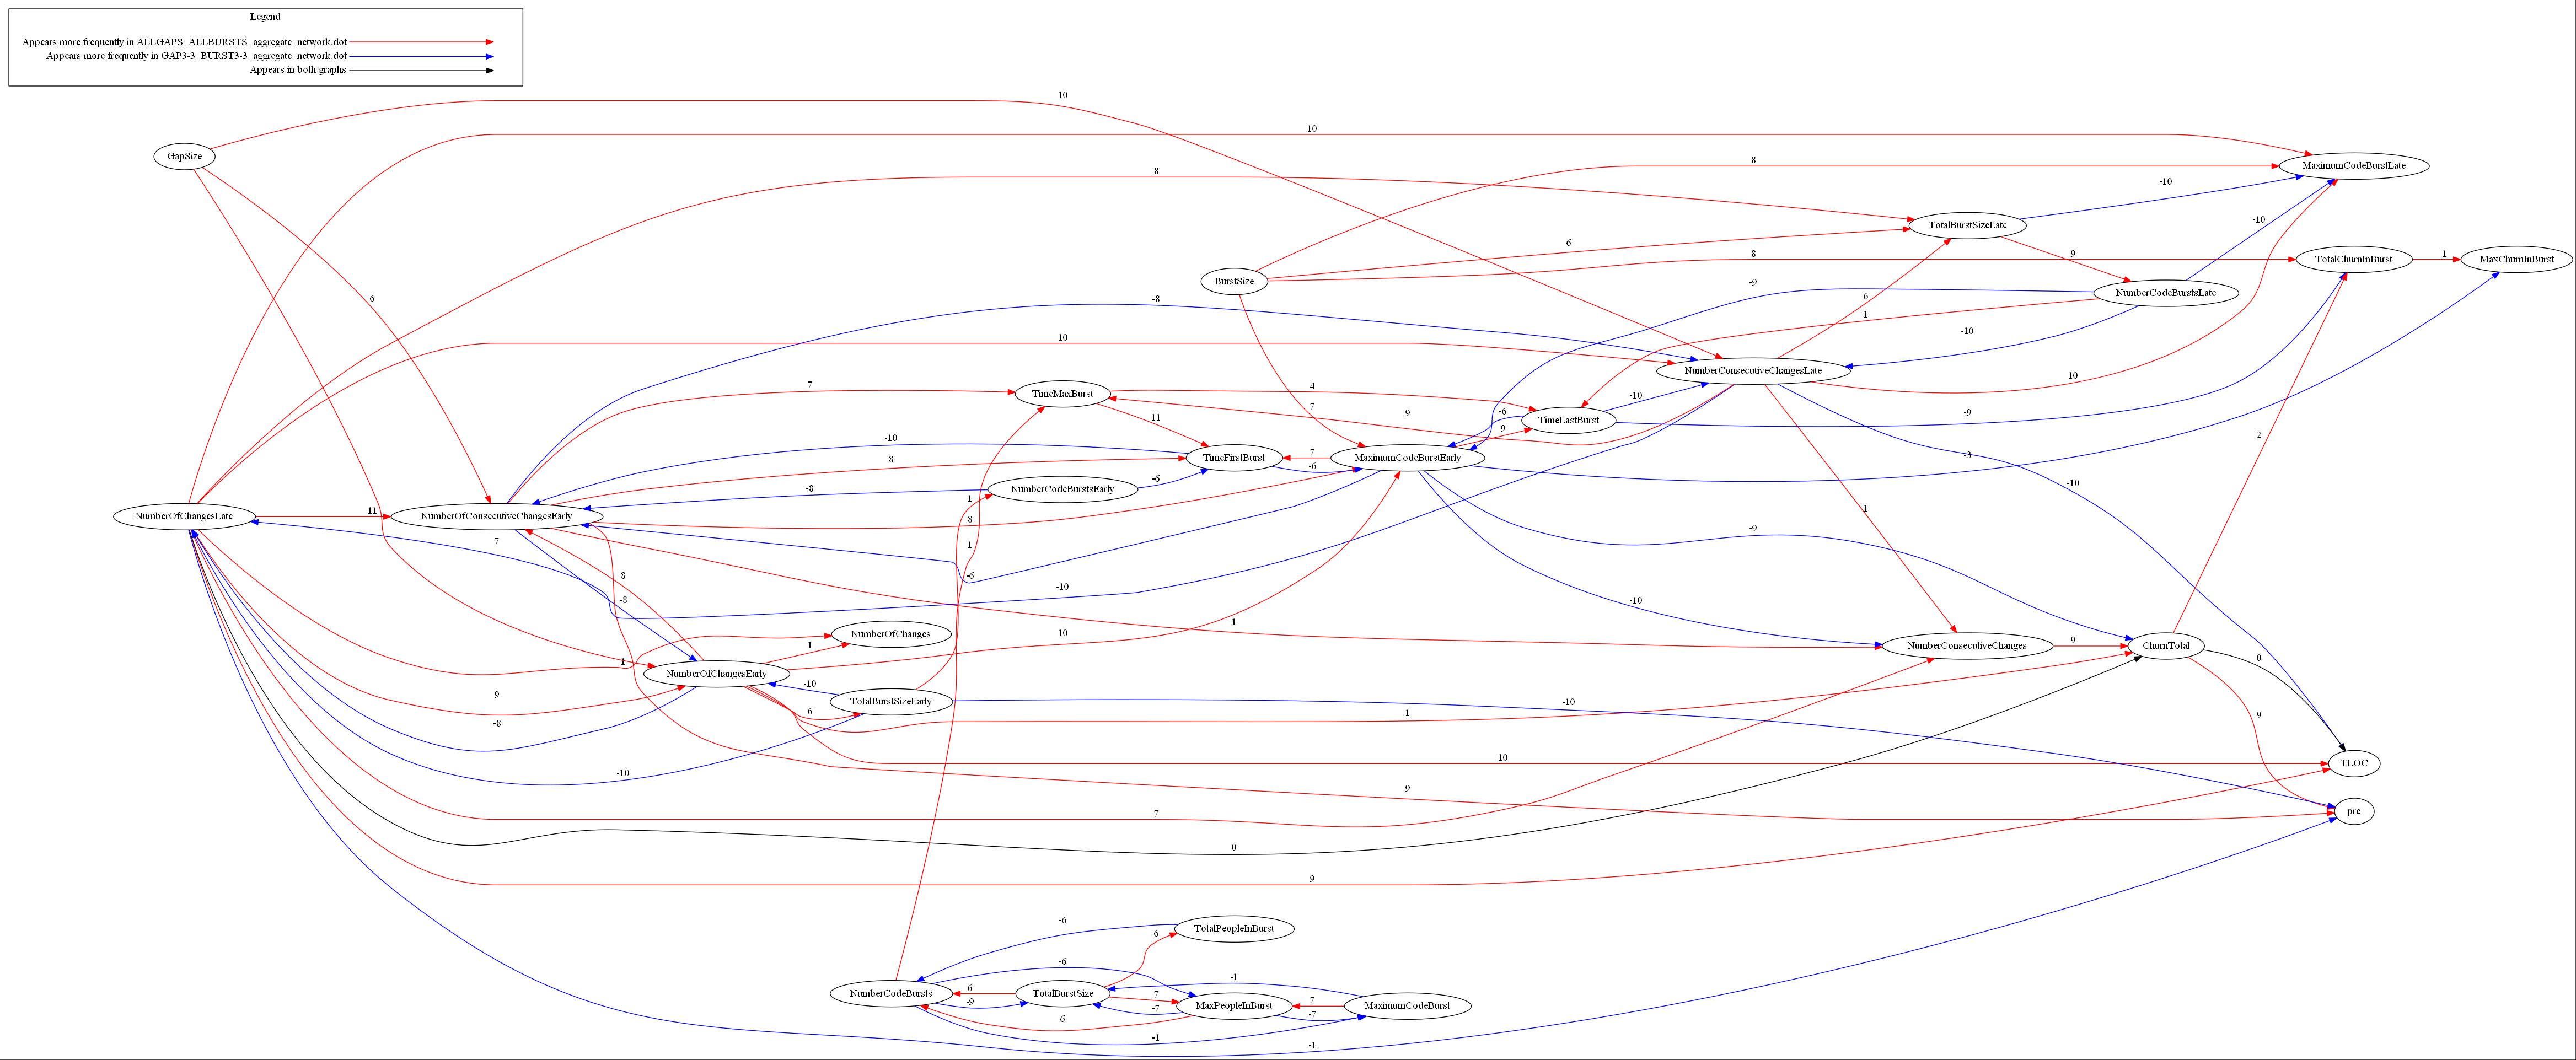 Legend
Appears more frequently in ALLGAPS_ALLBURSTS_aggregate_network.dot
Appears more frequently in GAP3-3_BURST3-3_aggregate_network.dot
Appears in both graphs
10
10
GapSize
8
8
MaximumCodeBurstLate
-10
-10
TotalBurstSizeLate
6
8
9
TotalChurnInBurst
1
MaxChurnInBurst
BurstSize
-9
NumberCodeBurstsLate
6
-8
6
1
-10
10
NumberConsecutiveChangesLate
10
7
TimeMaxBurst
4
-10
11
7
9
-6
TimeLastBurst
-9
9
2
-10
8
TimeFirstBurst
7
-6
MaximumCodeBurstEarly
-3
-8
NumberCodeBurstsEarly
-6
-10
1
NumberOfChangesLate
11
NumberOfConsecutiveChangesEarly
8
1
-9
7
1
8
-6
-8
-10
-10
1
10
NumberOfChanges
1
1
NumberConsecutiveChanges
9
ChurnTotal
0
NumberOfChangesEarly
-10
9
6
TotalBurstSizeEarly
-10
1
9
-8
-10
10
TLOC
9
7
pre
0
9
-6
TotalPeopleInBurst
6
-6
-1
NumberCodeBursts
6
-9
TotalBurstSize
7
-7
MaxPeopleInBurst
7
-7
MaximumCodeBurst
6
-1
-1